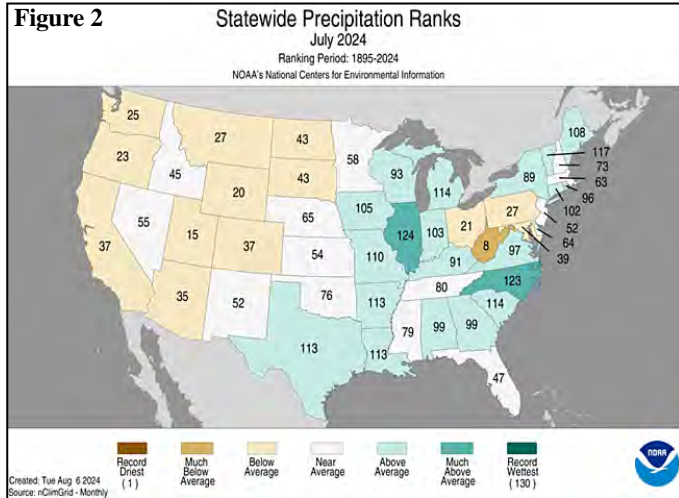 Figure 2
Statewide Precipitation Ranks
July 2024
Ranking Period: 1895-2024
NOAA's National Centers for Environmental Information
25
27
43
58
108
117
73
63
96
102
52
64
39
23
45
20
43
93
114
89
55
15
37
65
105
124
103
21
27
8
97
37
35
52
54
110
91
76
113
80
123
114
113
113
79
99
99
47
Record
Driest
( 1 )
Much
Below
Average
Below
Average
Near
Average
Above
Average
Much
Above
Average
Record
Wettest
( 130 )
Created: Tue Aug 6 2024
Source: nClimGrid - Monthly
NOAA